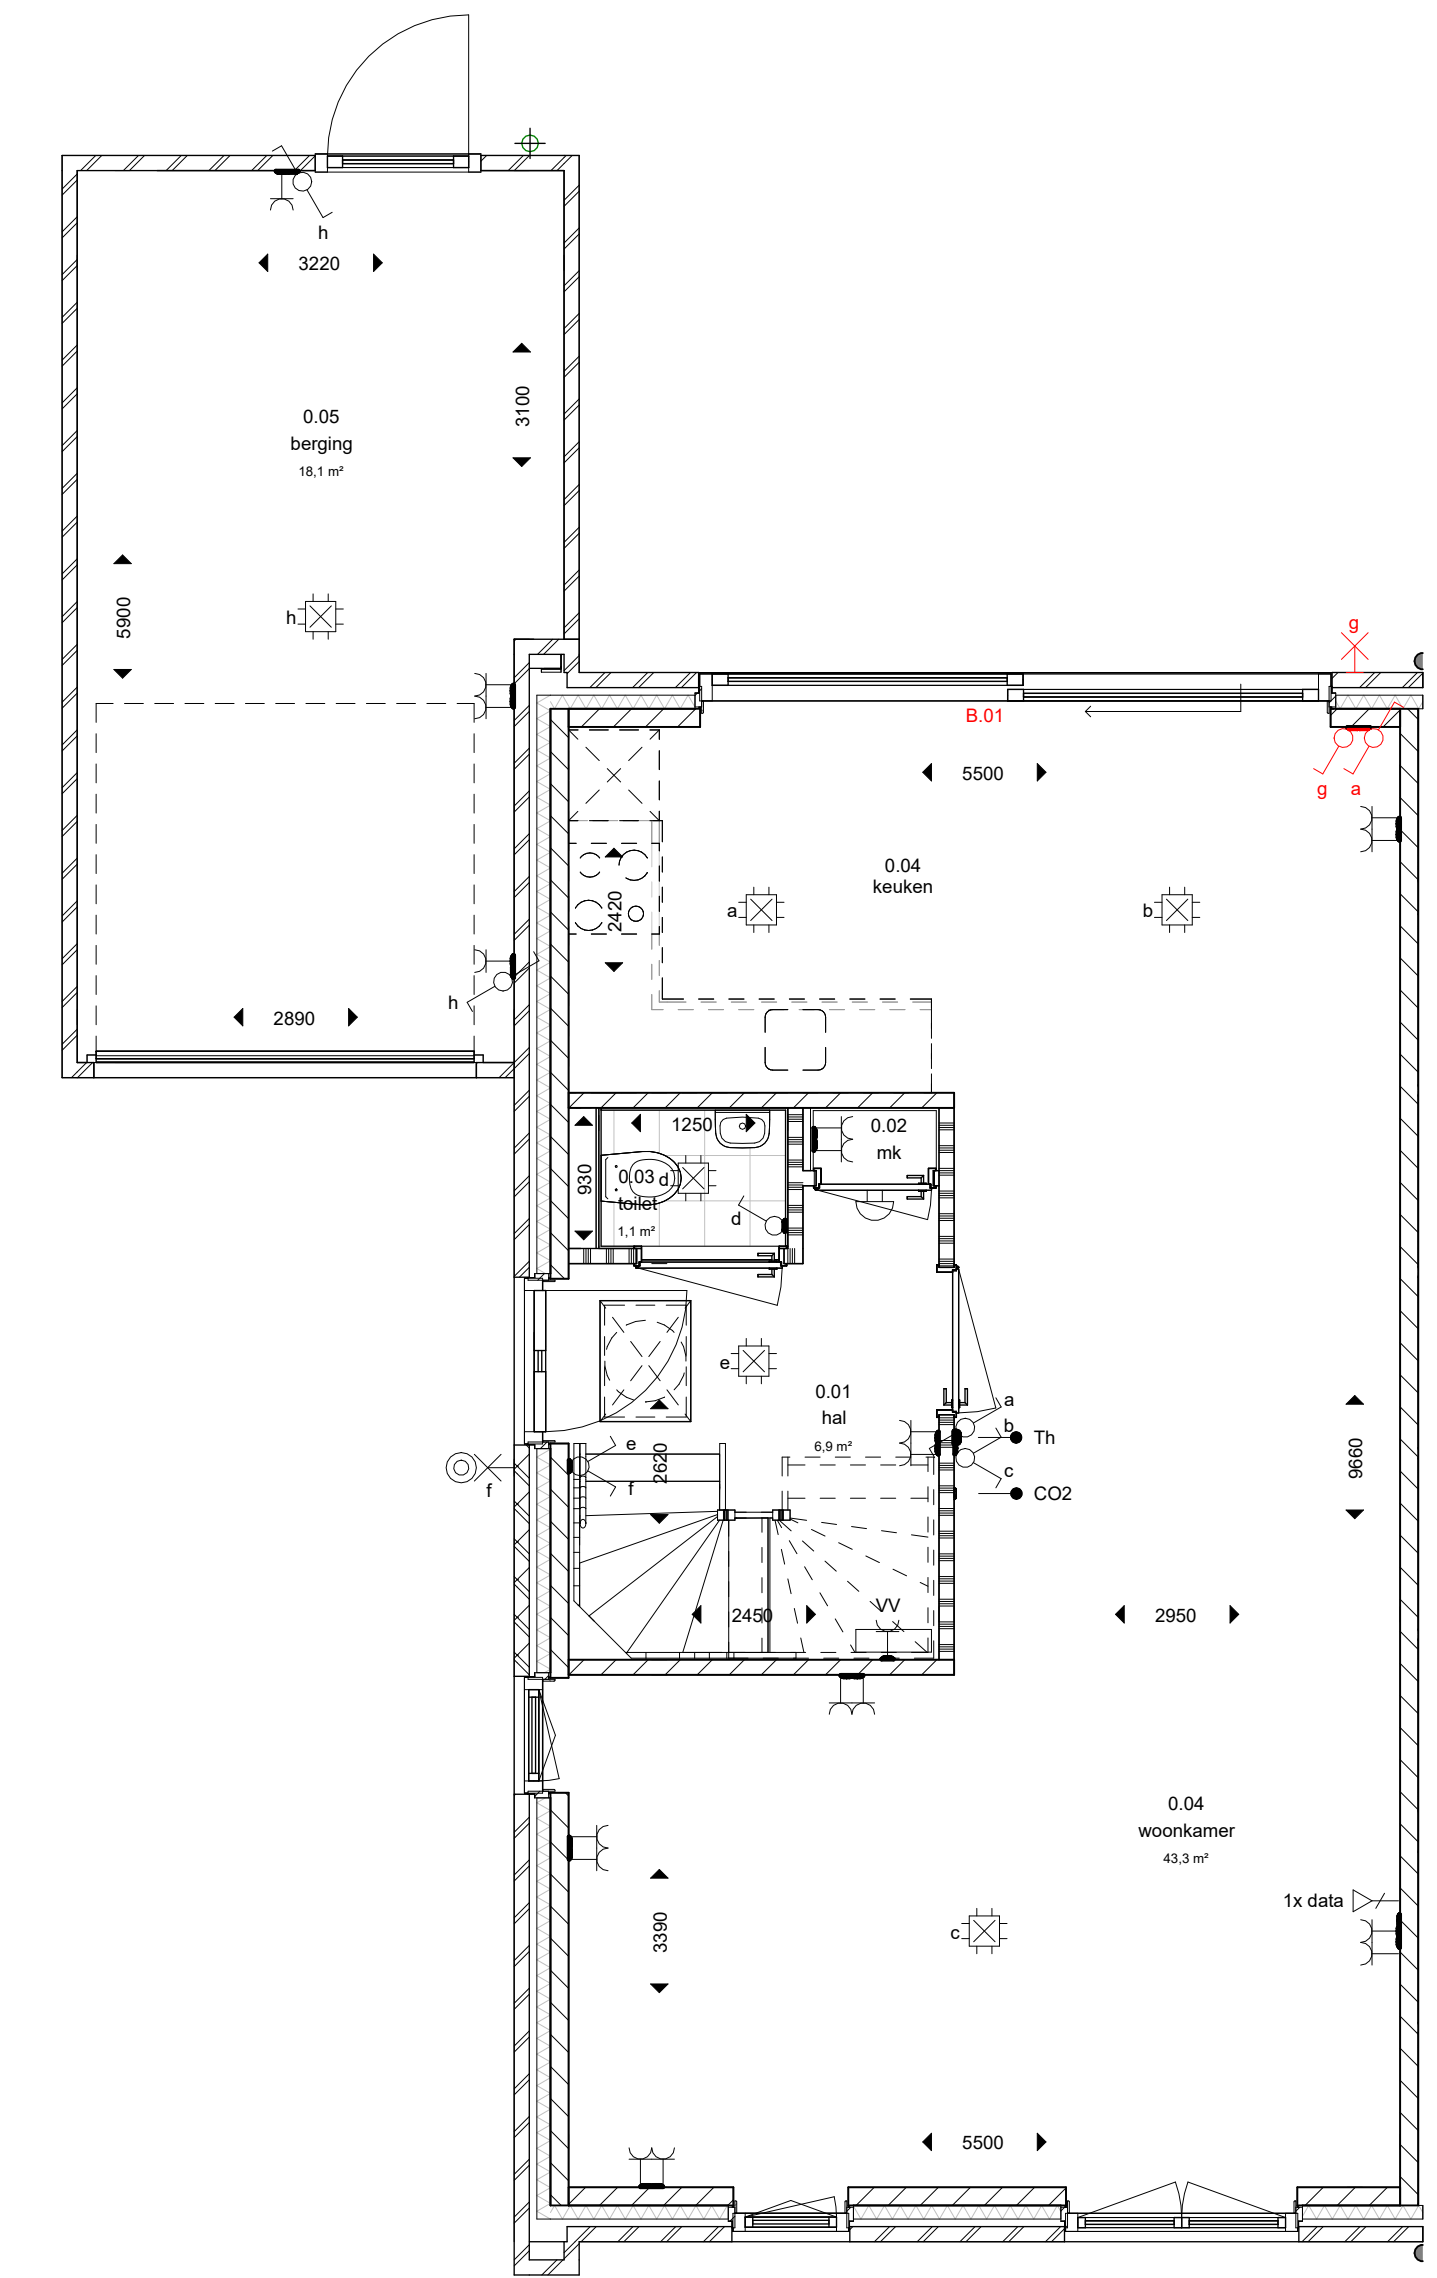 h
3220
3100
0.05
berging
18,1 m²
5900
h
g
B.01
5500
g
a
0.04
keuken
2420
a
b
h
2890
1250
0.02
mk
930
0.03
d
toilet
1,1 m²
d
e
0.01
hal
6,9 m²
a
b
Th
c
CO2
e
f
f
2620
9660
2450
VV
2950
0.04
woonkamer
43,3 m²
1x data
3390
c
5500